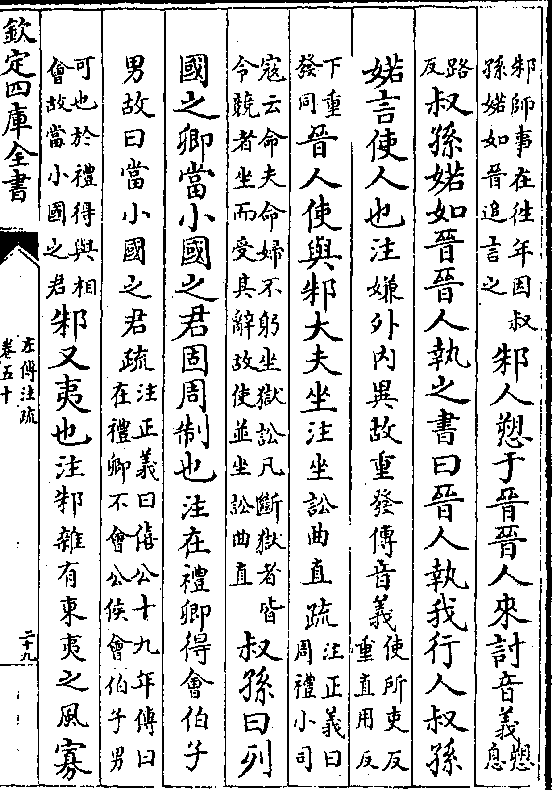 邾師事在往年因叔
孫婼如晉追言之
邾人愬于晉晉人來討音義
愬
息
路
反
叔孫婼如晉晉人執之書曰晉人執我行人叔孫
婼言使人也注嫌外内異故重發傳音義
使所吏反
重直用反
下重
發同
晉人使與邾大夫坐注坐訟曲直疏
注正義曰
周禮小司
寇云命夫命婦不躬坐獄訟凡斷獄者皆
令競者坐而受其辭故使並坐訟曲直
叔孫曰列
國之卿當小國之君固周制也注在禮卿得會伯子
男故曰當小國之君疏
注正義曰僖公十九年傳曰
在禮卿不會公侯會伯子男
可也於禮得與相
會故當小國之君
邾又夷也注邾雜有東夷之風寡
欽定四庫全書
左傳注疏
卷五十
二十九